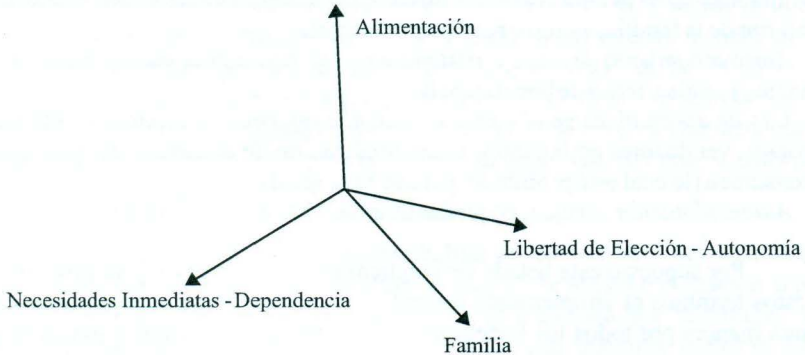 Alimentación
Libertad de Elección - Autonomía
Necesidades Inmediatas - Dependencia
Familia